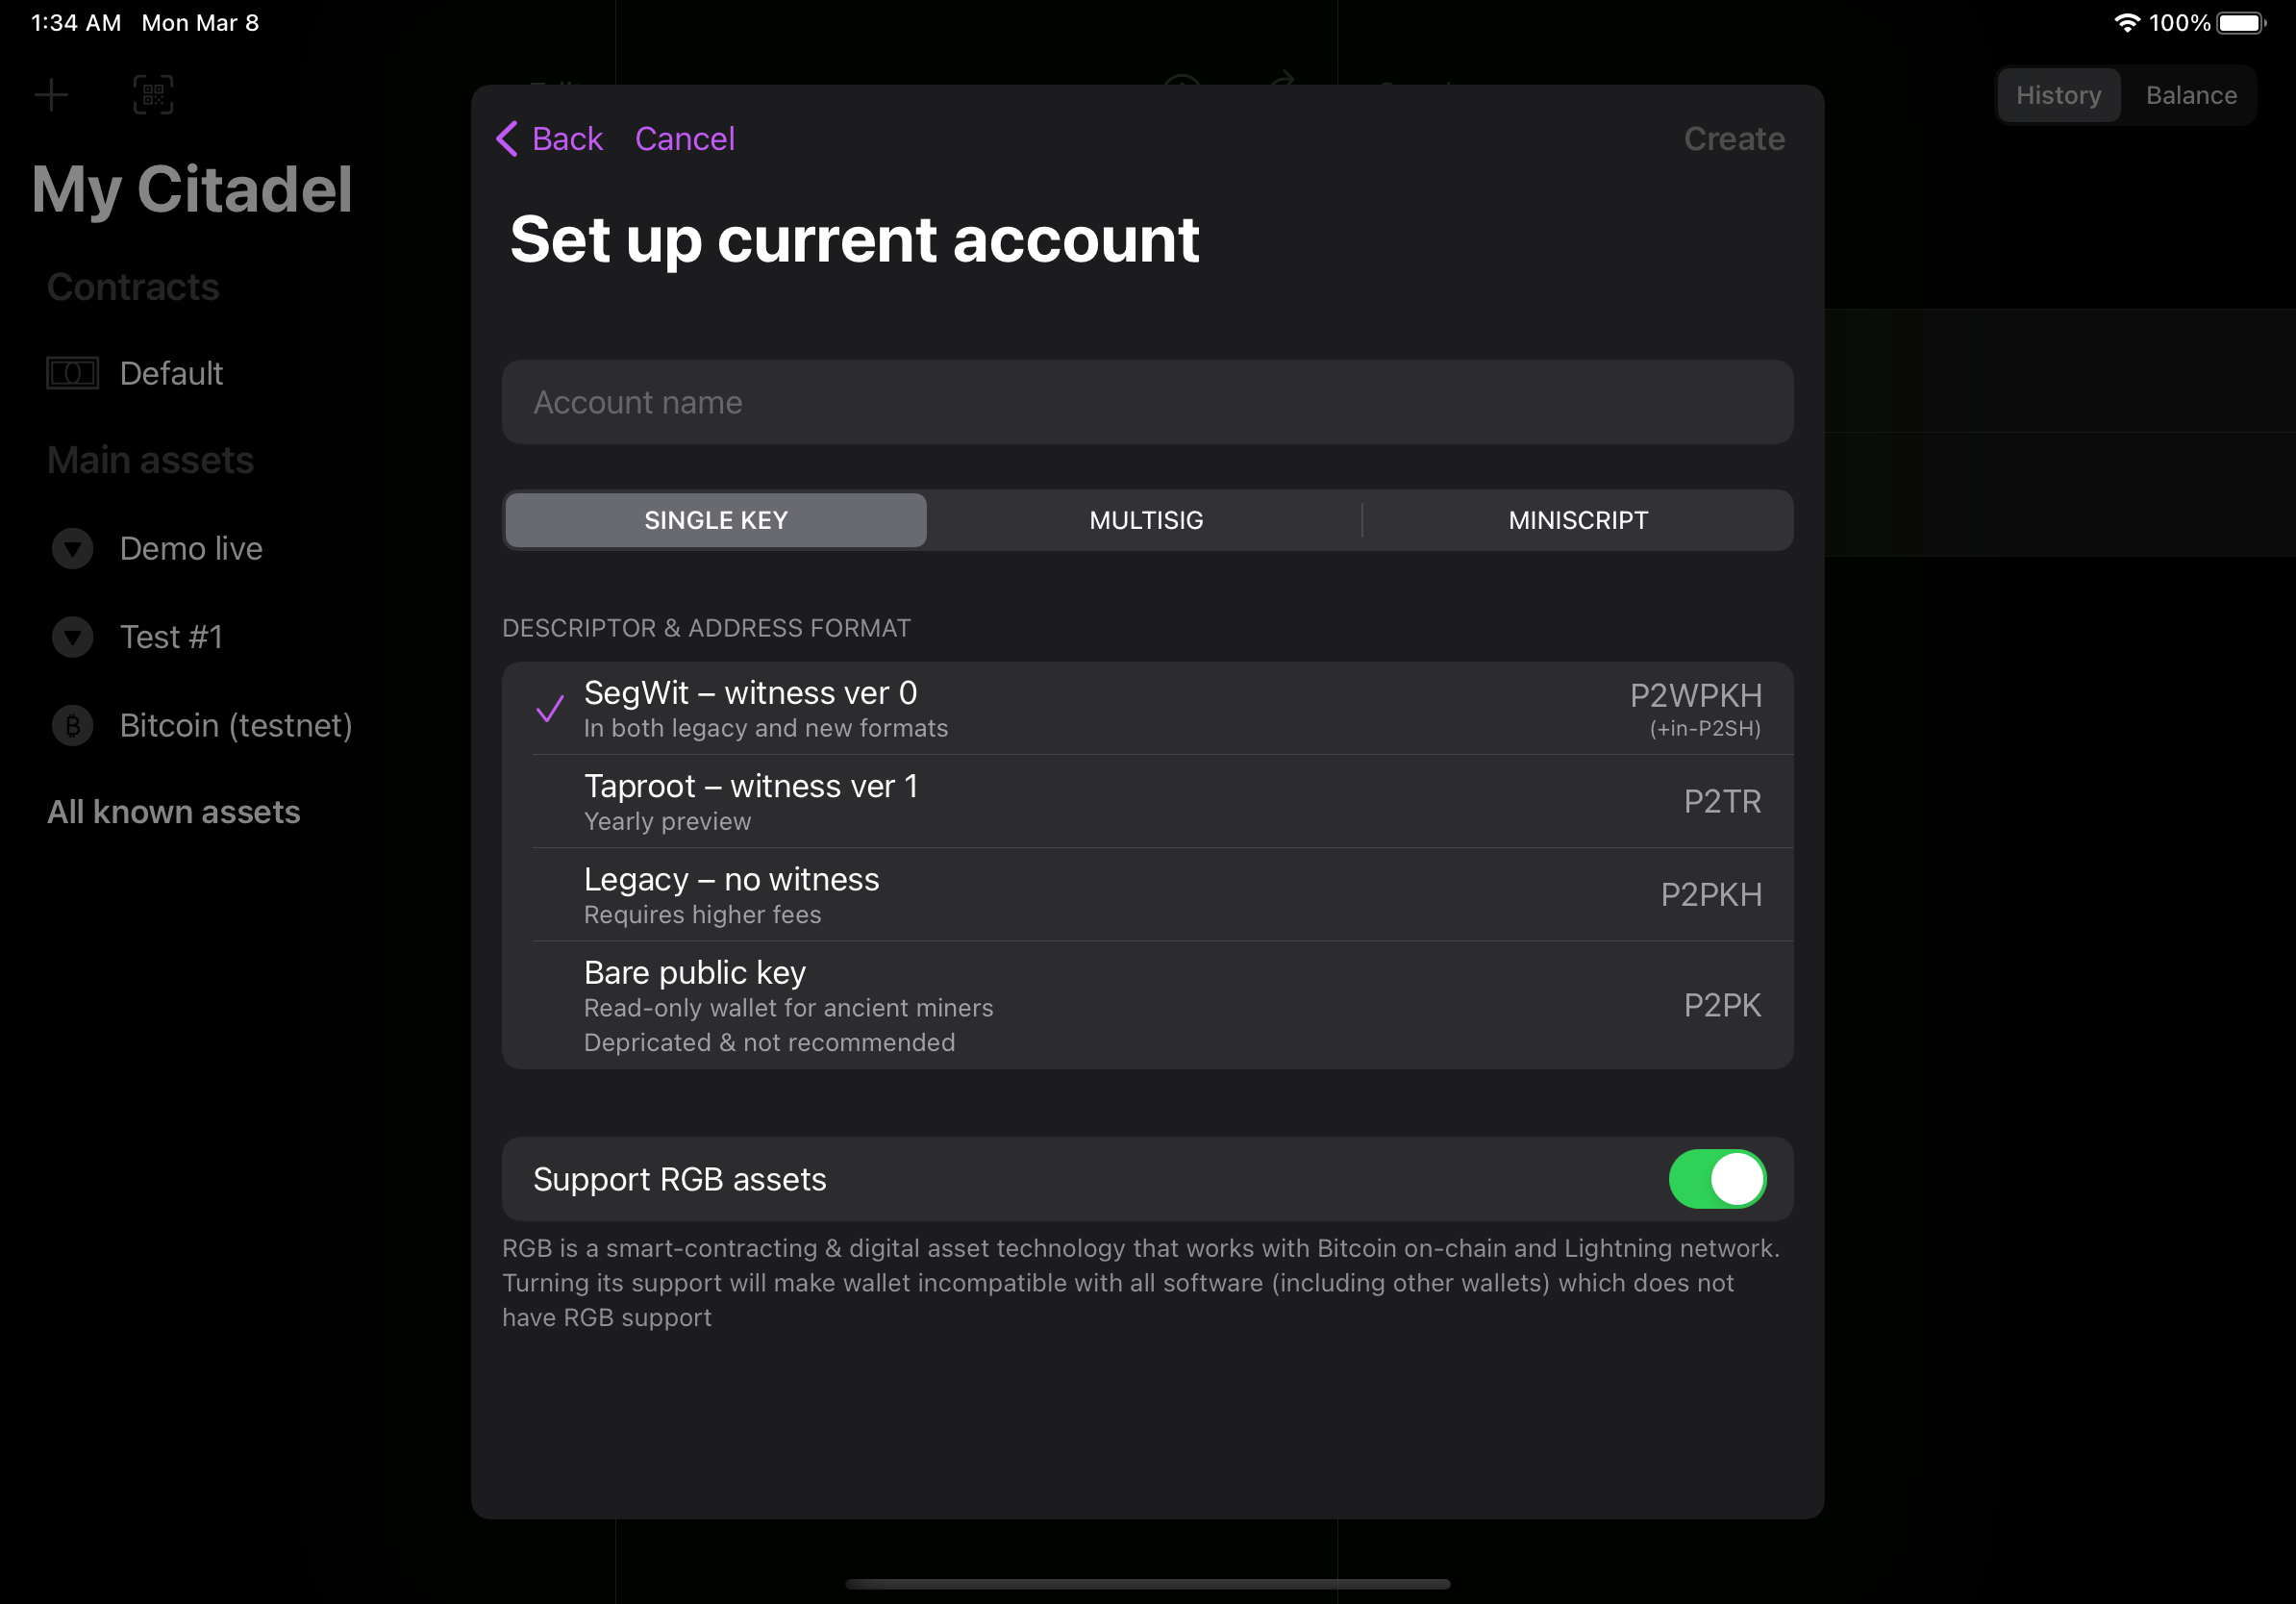 1:34 AM Mon Mar 8
100%
History Balance
My Citadel
Contracts
Default
Main assets
Demo live
Test #1
Bitcoin (testnet)
All known assets
Back Cancel Create
Set up current account
Account name
SINGLE KEY MULTISIG MINISCRIPT
DESCRIPTOR & ADDRESS FORMAT
SegWit – witness ver 0 P2WPKH
In both legacy and new formats (+in-P2SH)
Taproot – witness ver 1 P2TR
Yearly preview
Legacy – no witness P2PKH
Requires higher fees
Bare public key
Read-only wallet for ancient miners P2PK
Depricated & not recommended
Support RGB assets
RGB is a smart-contracting & digital asset technology that works with Bitcoin on-chain and Lightning network.
Turning its support will make wallet incompatible with all software (including other wallets) which does not
have RGB support